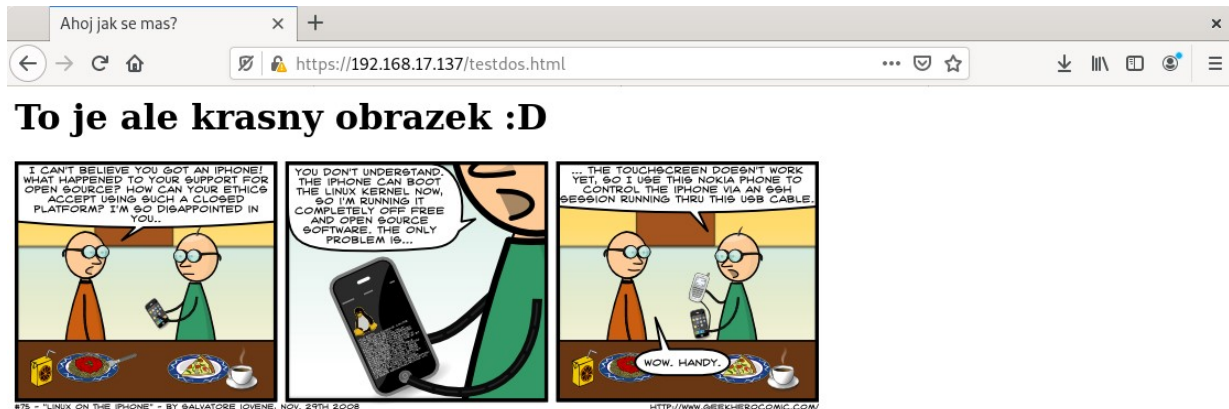 Ahoj jak se mas?
https://192.168.17.137/testdos.html
To je ale krasny obrazek :D
I CAN'T BELIEVE YOU GOT AN IPHONE!
WHAT HAPPENED TO YOUR SUPPORT FOR
OPEN SOURCE? HOW CAN YOUR ETHICS
ACCEPT USING SUCH A CLOSED
PLATFORM? I'M SO DISAPPOINTED IN
YOU..
YOU DON'T UNDERSTAND.
THE IPHONE CAN BOOT
THE LINUX KERNEL NOW,
SO I'M RUNNING IT
COMPLETELY OFF FREE
AND OPEN SOURCE
SOFTWARE. THE ONLY
PROBLEM IS...
... THE TOUCHSCREEN DOESN'T WORK
YET, SO I USE THIS NOKIA PHONE TO
CONTROL THE IPHONE VIA AN SSH
SESSION RUNNING THRU THIS USB CABLE.
WOW. HANDY.
#75 - "LINUX ON THE IPHONE" - BY SALVATORE IOVENE, NOV. 29TH 2008
HTTP://WWW.GEEKHEROCOMIC.COM/